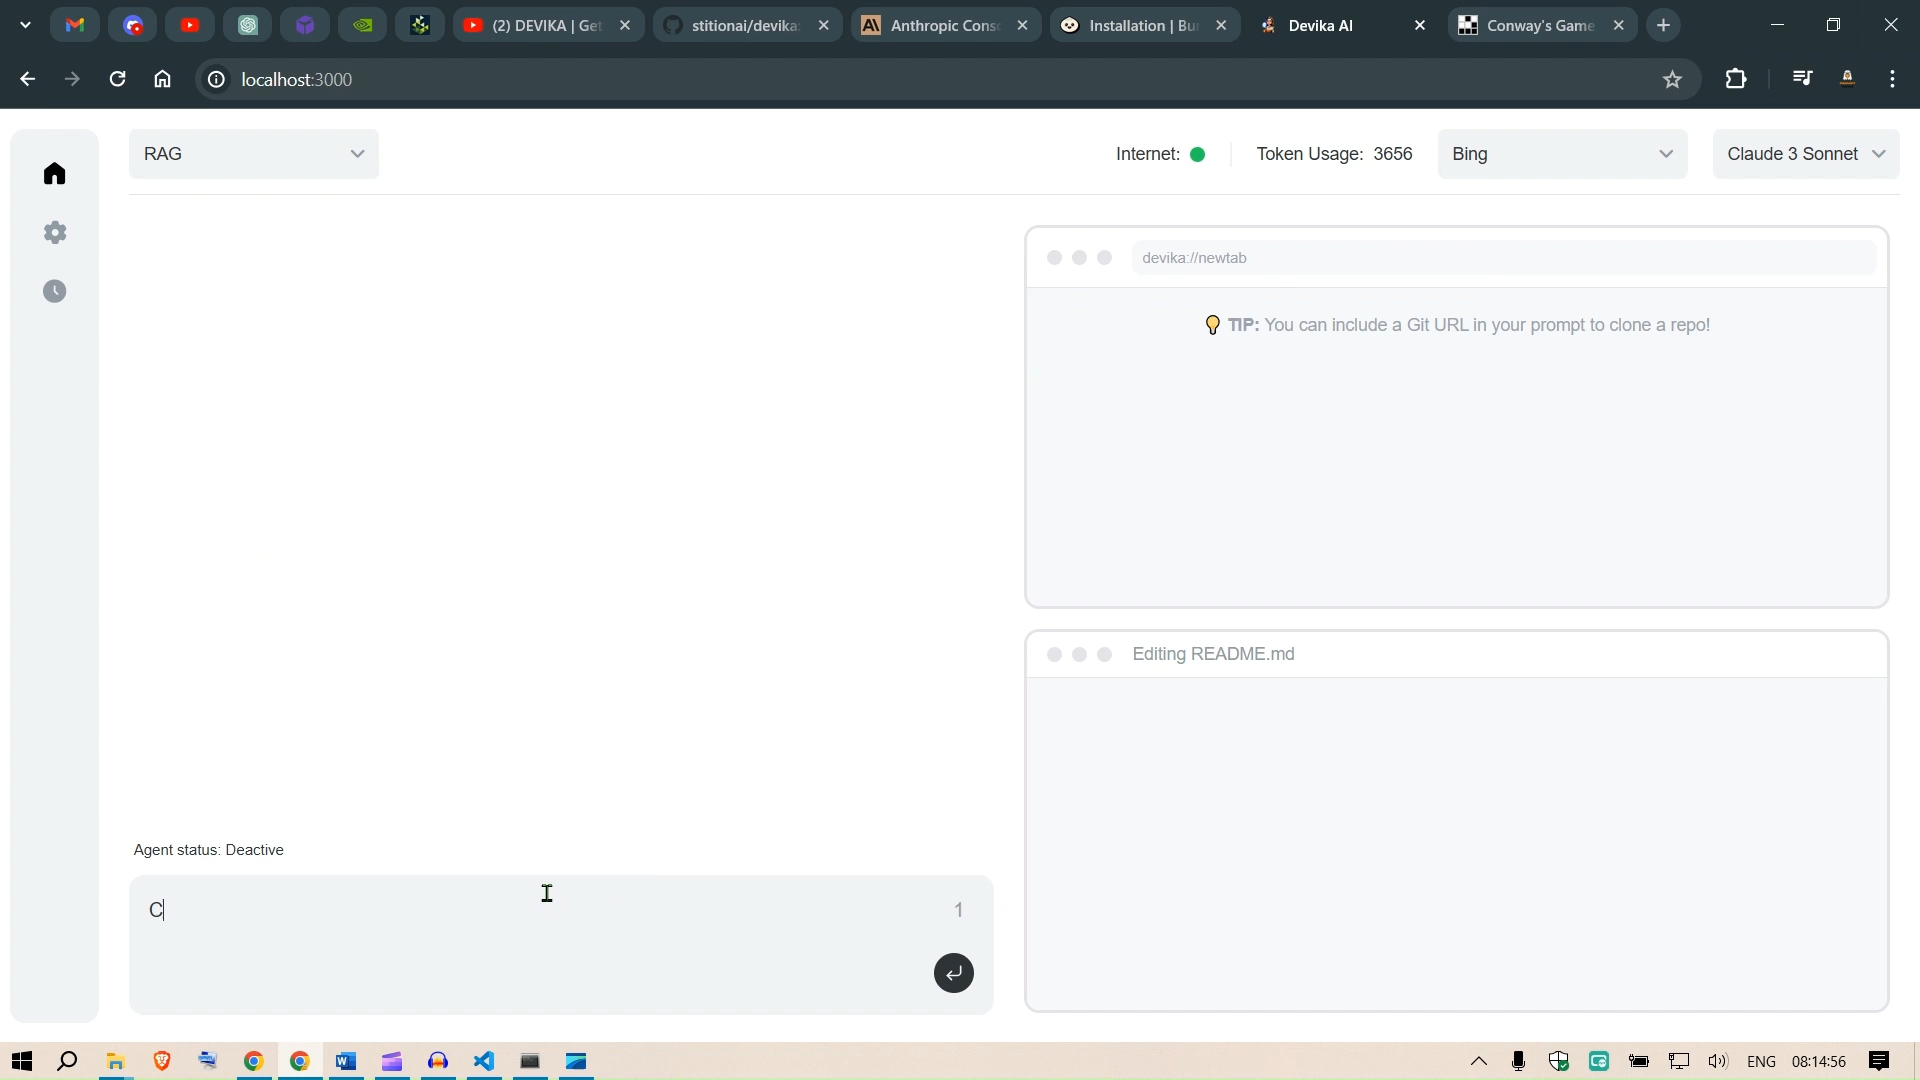 (2) DEVIKA | Get
stitionai/devika:
Anthropic Conso
Installation | Bu
Devika AI
Conway's Game
localhost:3000
RAG
Internet:
Token Usage: 3656
Bing
Claude 3 Sonnet
devika://newtab
TIP: You can include a Git URL in your prompt to clone a repo!
Editing README.md
Agent status: Deactive
C
1
ENG
08:14:56